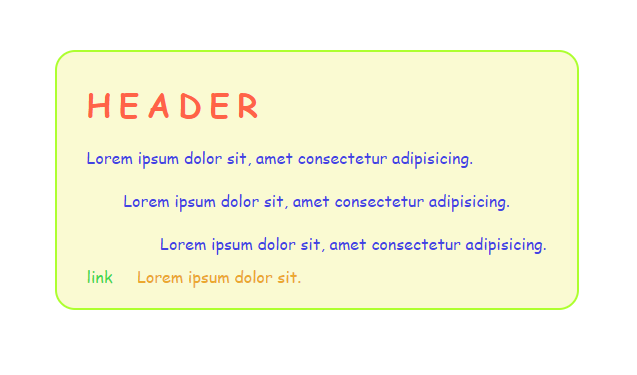 HEADER
Lorem ipsum dolor sit, amet consectetur adipisicing.
Lorem ipsum dolor sit, amet consectetur adipisicing.
Lorem ipsum dolor sit, amet consectetur adipisicing.
link Lorem ipsum dolor sit.